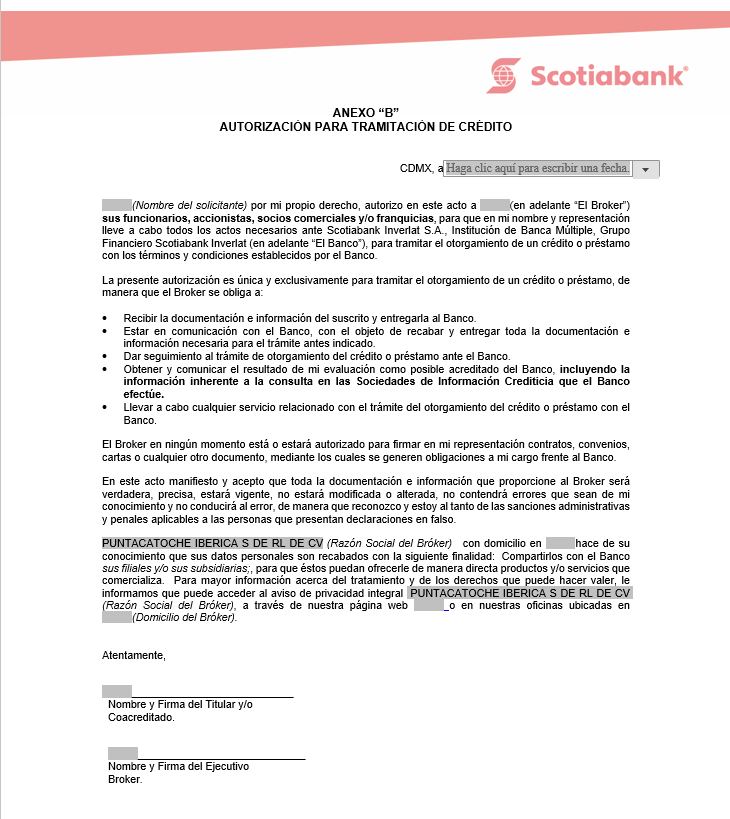 Scotiabank®
ANEXO “B”
AUTORIZACIÓN PARA TRAMITACIÓN DE CRÉDITO
CDMX, a Haga clic aquí para escribir una fecha.
(Nombre del solicitante) por mi propio derecho, autorizo en este acto a (en adelante “El Broker”)
sus funcionarios, accionistas, socios comerciales y/o franquicias, para que en mi nombre y representación
lleve a cabo todos los actos necesarios ante Scotiabank Inverlat S.A., Institución de Banca Múltiple, Grupo
Financiero Scotiabank Inverlat (en adelante “El Banco”), para tramitar el otorgamiento de un crédito o préstamo
con los términos y condiciones establecidos por el Banco.
La presente autorización es única y exclusivamente para tramitar el otorgamiento de un crédito o préstamo, de
manera que el Broker se obliga a:
• Recibir la documentación e información del suscrito y entregarla al Banco.
• Estar en comunicación con el Banco, con el objeto de recabar y entregar toda la documentación e
información necesaria para el trámite antes indicado.
• Dar seguimiento al trámite de otorgamiento del crédito o préstamo ante el Banco.
• Obtener y comunicar el resultado de mi evaluación como posible acreditado del Banco, incluyendo la
información inherente a la consulta en las Sociedades de Información Crediticia que el Banco
efectúe.
• Llevar a cabo cualquier servicio relacionado con el trámite del otorgamiento del crédito o préstamo con el
Banco.
El Broker en ningún momento está o estará autorizado para firmar en mi representación contratos, convenios,
cartas o cualquier otro documento, mediante los cuales se generen obligaciones a mi cargo frente al Banco.
En este acto manifiesto y acepto que toda la documentación e información que proporcione al Broker será
verdadera, precisa, estará vigente, no estará modificada o alterada, no contendrá errores que sean de mi
conocimiento y no conducirá al error, de manera que reconozco y estoy al tanto de las sanciones administrativas
y penales aplicables a las personas que presentan declaraciones en falso.
PUNTACATOCHE IBERICA S DE RL DE CV (Razón Social del Bróker) con domicilio en hace de su
conocimiento que sus datos personales son recabados con la siguiente finalidad: Compartirlos con el Banco
sus filiales y/o sus subsidiarias;, para que éstos puedan ofrecerle de manera directa productos y/o servicios que
comercializa. Para mayor información acerca del tratamiento y de los derechos que puede hacer valer, le
informamos que puede acceder al aviso de privacidad integral PUNTACATOCHE IBERICA S DE RL DE CV
(Razón Social del Bróker), a través de nuestra página web o en nuestras oficinas ubicadas en
(Domicilio del Bróker).
Atentamente,
Nombre y Firma del Titular y/o
Coacreditado.
Nombre y Firma del Ejecutivo
Broker.